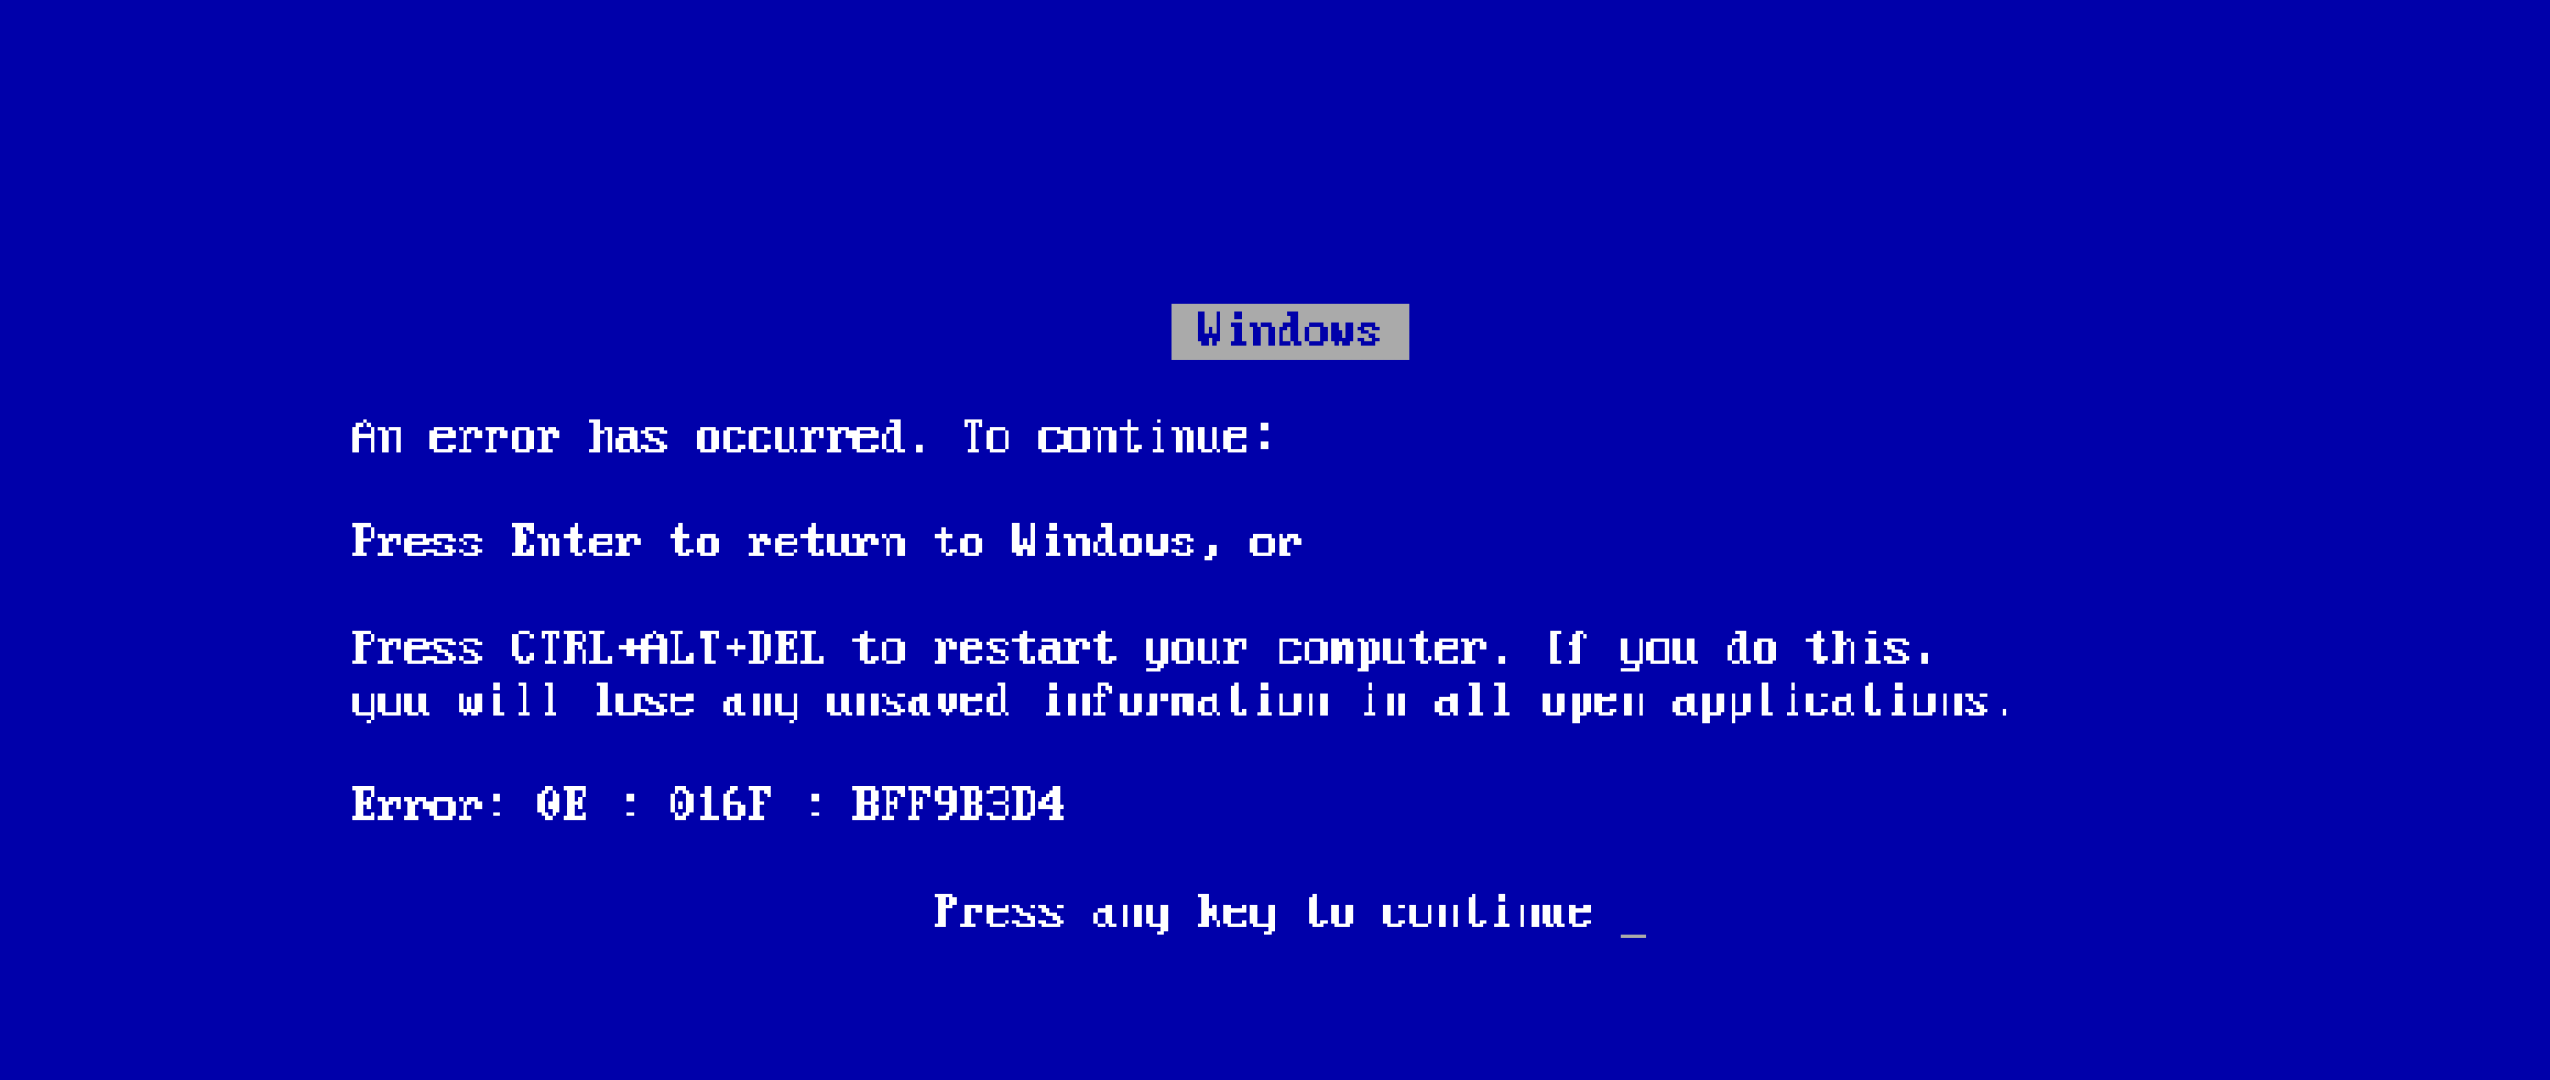 Windows
An error has occurred. To continue:
Press Enter to return to Windows, or
Press CTRL+ALT+DEL to restart your computer. If you do this,
you will lose any unsaved information in all open applications.
Error: 0E : 016F : BFF9B3D4
Press any key to continue _